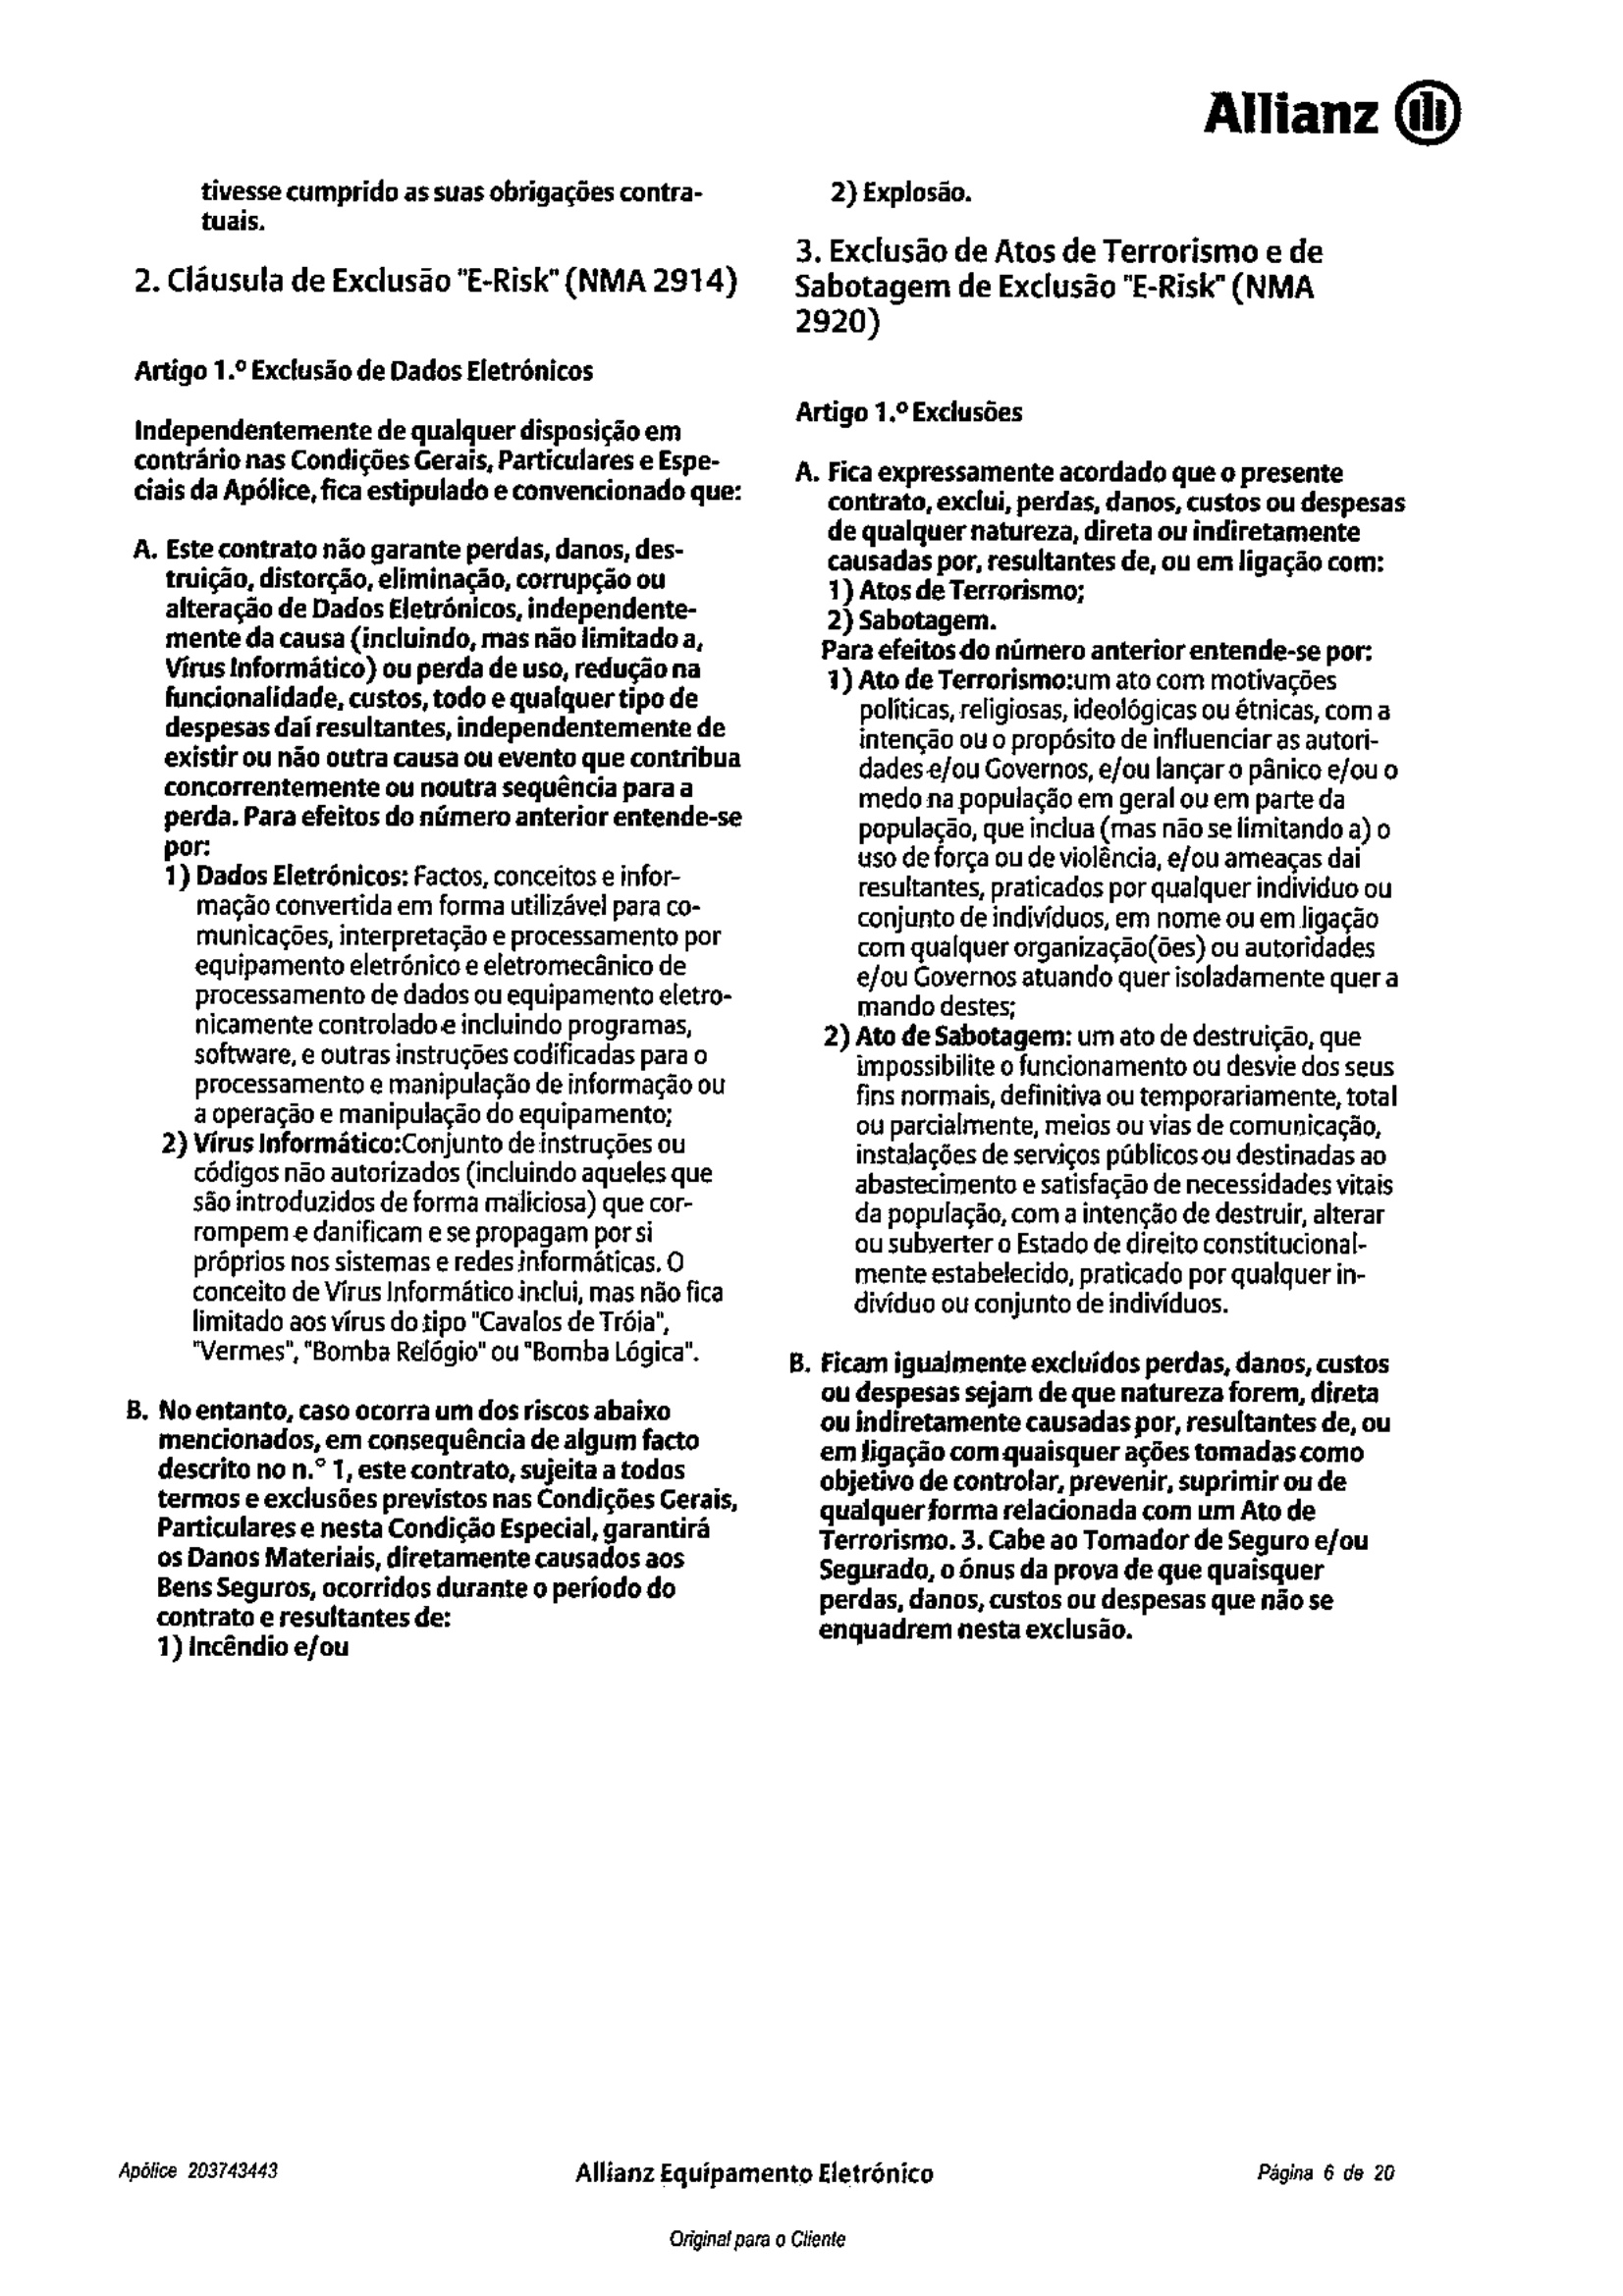 Allianz
tivesse cumprido as suas obrigações contra-
tuais.
2. Cláusula de Exclusão "E-Risk" (NMA 2914)
Artigo 1.º Exclusão de Dados Eletrónicos
Independentemente de qualquer disposição em
contrário nas Condições Gerais, Particulares e Espe-
ciais da Apólice, fica estipulado e convencionado que:
A. Este contrato não garante perdas, danos, des-
truição, distorção, eliminação, corrupção ou
alteração de Dados Eletrónicos, independente-
mente da causa (incluindo, mas não limitado a,
Vírus Informático) ou perda de uso, redução na
funcionalidade, custos, todo e qualquer tipo de
despesas daí resultantes, independentemente de
existir ou não outra causa ou evento que contribua
concorrentemente ou noutra sequência para a
perda. Para efeitos do número anterior entende-se
por:
1) Dados Eletrónicos: Factos, conceitos e infor-
mação convertida em forma utilizável para co-
municações, interpretação e processamento por
equipamento eletrónico e eletromecânico de
processamento de dados ou equipamento eletro-
nicamente controlado e incluindo programas,
software, e outras instruções codificadas para o
processamento e manipulação de informação ou
a operação e manipulação do equipamento;
2) Vírus Informático:Conjunto de instruções ou
códigos não autorizados (incluindo aqueles que
são introduzidos de forma maliciosa) que cor-
rompem e danificam e se propagam por si
próprios nos sistemas e redes informáticas. O
conceito de Vírus Informático inclui, mas não fica
limitado aos vírus do tipo "Cavalos de Tróia",
"Vermes", "Bomba Relógio" ou "Bomba Lógica".
B. No entanto, caso ocorra um dos riscos abaixo
mencionados, em consequência de algum facto
descrito no n.º 1, este contrato, sujeita a todos
termos e exclusões previstos nas Condições Gerais,
Particulares e nesta Condição Especial, garantirá
os Danos Materiais, diretamente causados aos
Bens Seguros, ocorridos durante o período do
contrato e resultantes de:
1) Incêndio e/ou
2) Explosão.
3. Exclusão de Atos de Terrorismo e de
Sabotagem de Exclusão "E-Risk" (NMA
2920)
Artigo 1.º Exclusões
A. Fica expressamente acordado que o presente
contrato, exclui, perdas, danos, custos ou despesas
de qualquer natureza, direta ou indiretamente
causadas por, resultantes de, ou em ligação com:
1) Atos de Terrorismo;
2) Sabotagem.
Para efeitos do número anterior entende-se por:
1) Ato de Terrorismo:um ato com motivações
políticas, religiosas, ideológicas ou étnicas, com a
intenção ou o propósito de influenciar as autori-
dades e/ou Governos, e/ou lançar o pânico e/ou o
medo na população em geral ou em parte da
população, que inclua (mas não se limitando a) o
uso de força ou de violência, e/ou ameaças dai
resultantes, praticados por qualquer individuo ou
conjunto de indivíduos, em nome ou em ligação
com qualquer organização(ões) ou autoridades
e/ou Governos atuando quer isoladamente quer a
mando destes;
2) Ato de Sabotagem: um ato de destruição, que
impossibilite o funcionamento ou desvie dos seus
fins normais, definitiva ou temporariamente, total
ou parcialmente, meios ou vias de comunicação,
instalações de serviços públicos ou destinadas ao
abastecimento e satisfação de necessidades vitais
da população, com a intenção de destruir, alterar
ou subverter o Estado de direito constitucional-
mente estabelecido, praticado por qualquer in-
divíduo ou conjunto de indivíduos.
B. Ficam igualmente excluídos perdas, danos, custos
ou despesas sejam de que natureza forem, direta
ou indiretamente causadas por, resultantes de, ou
em ligação com quaisquer ações tomadas como
objetivo de controlar, prevenir, suprimir ou de
qualquer forma relacionada com um Ato de
Terrorismo. 3. Cabe ao Tomador de Seguro e/ou
Segurado, o ónus da prova de que quaisquer
perdas, danos, custos ou despesas que não se
enquadrem nesta exclusão.
Apólice 203743443
Allianz Equipamento Eletrónico
Página 6 de 20
Original para o Cliente